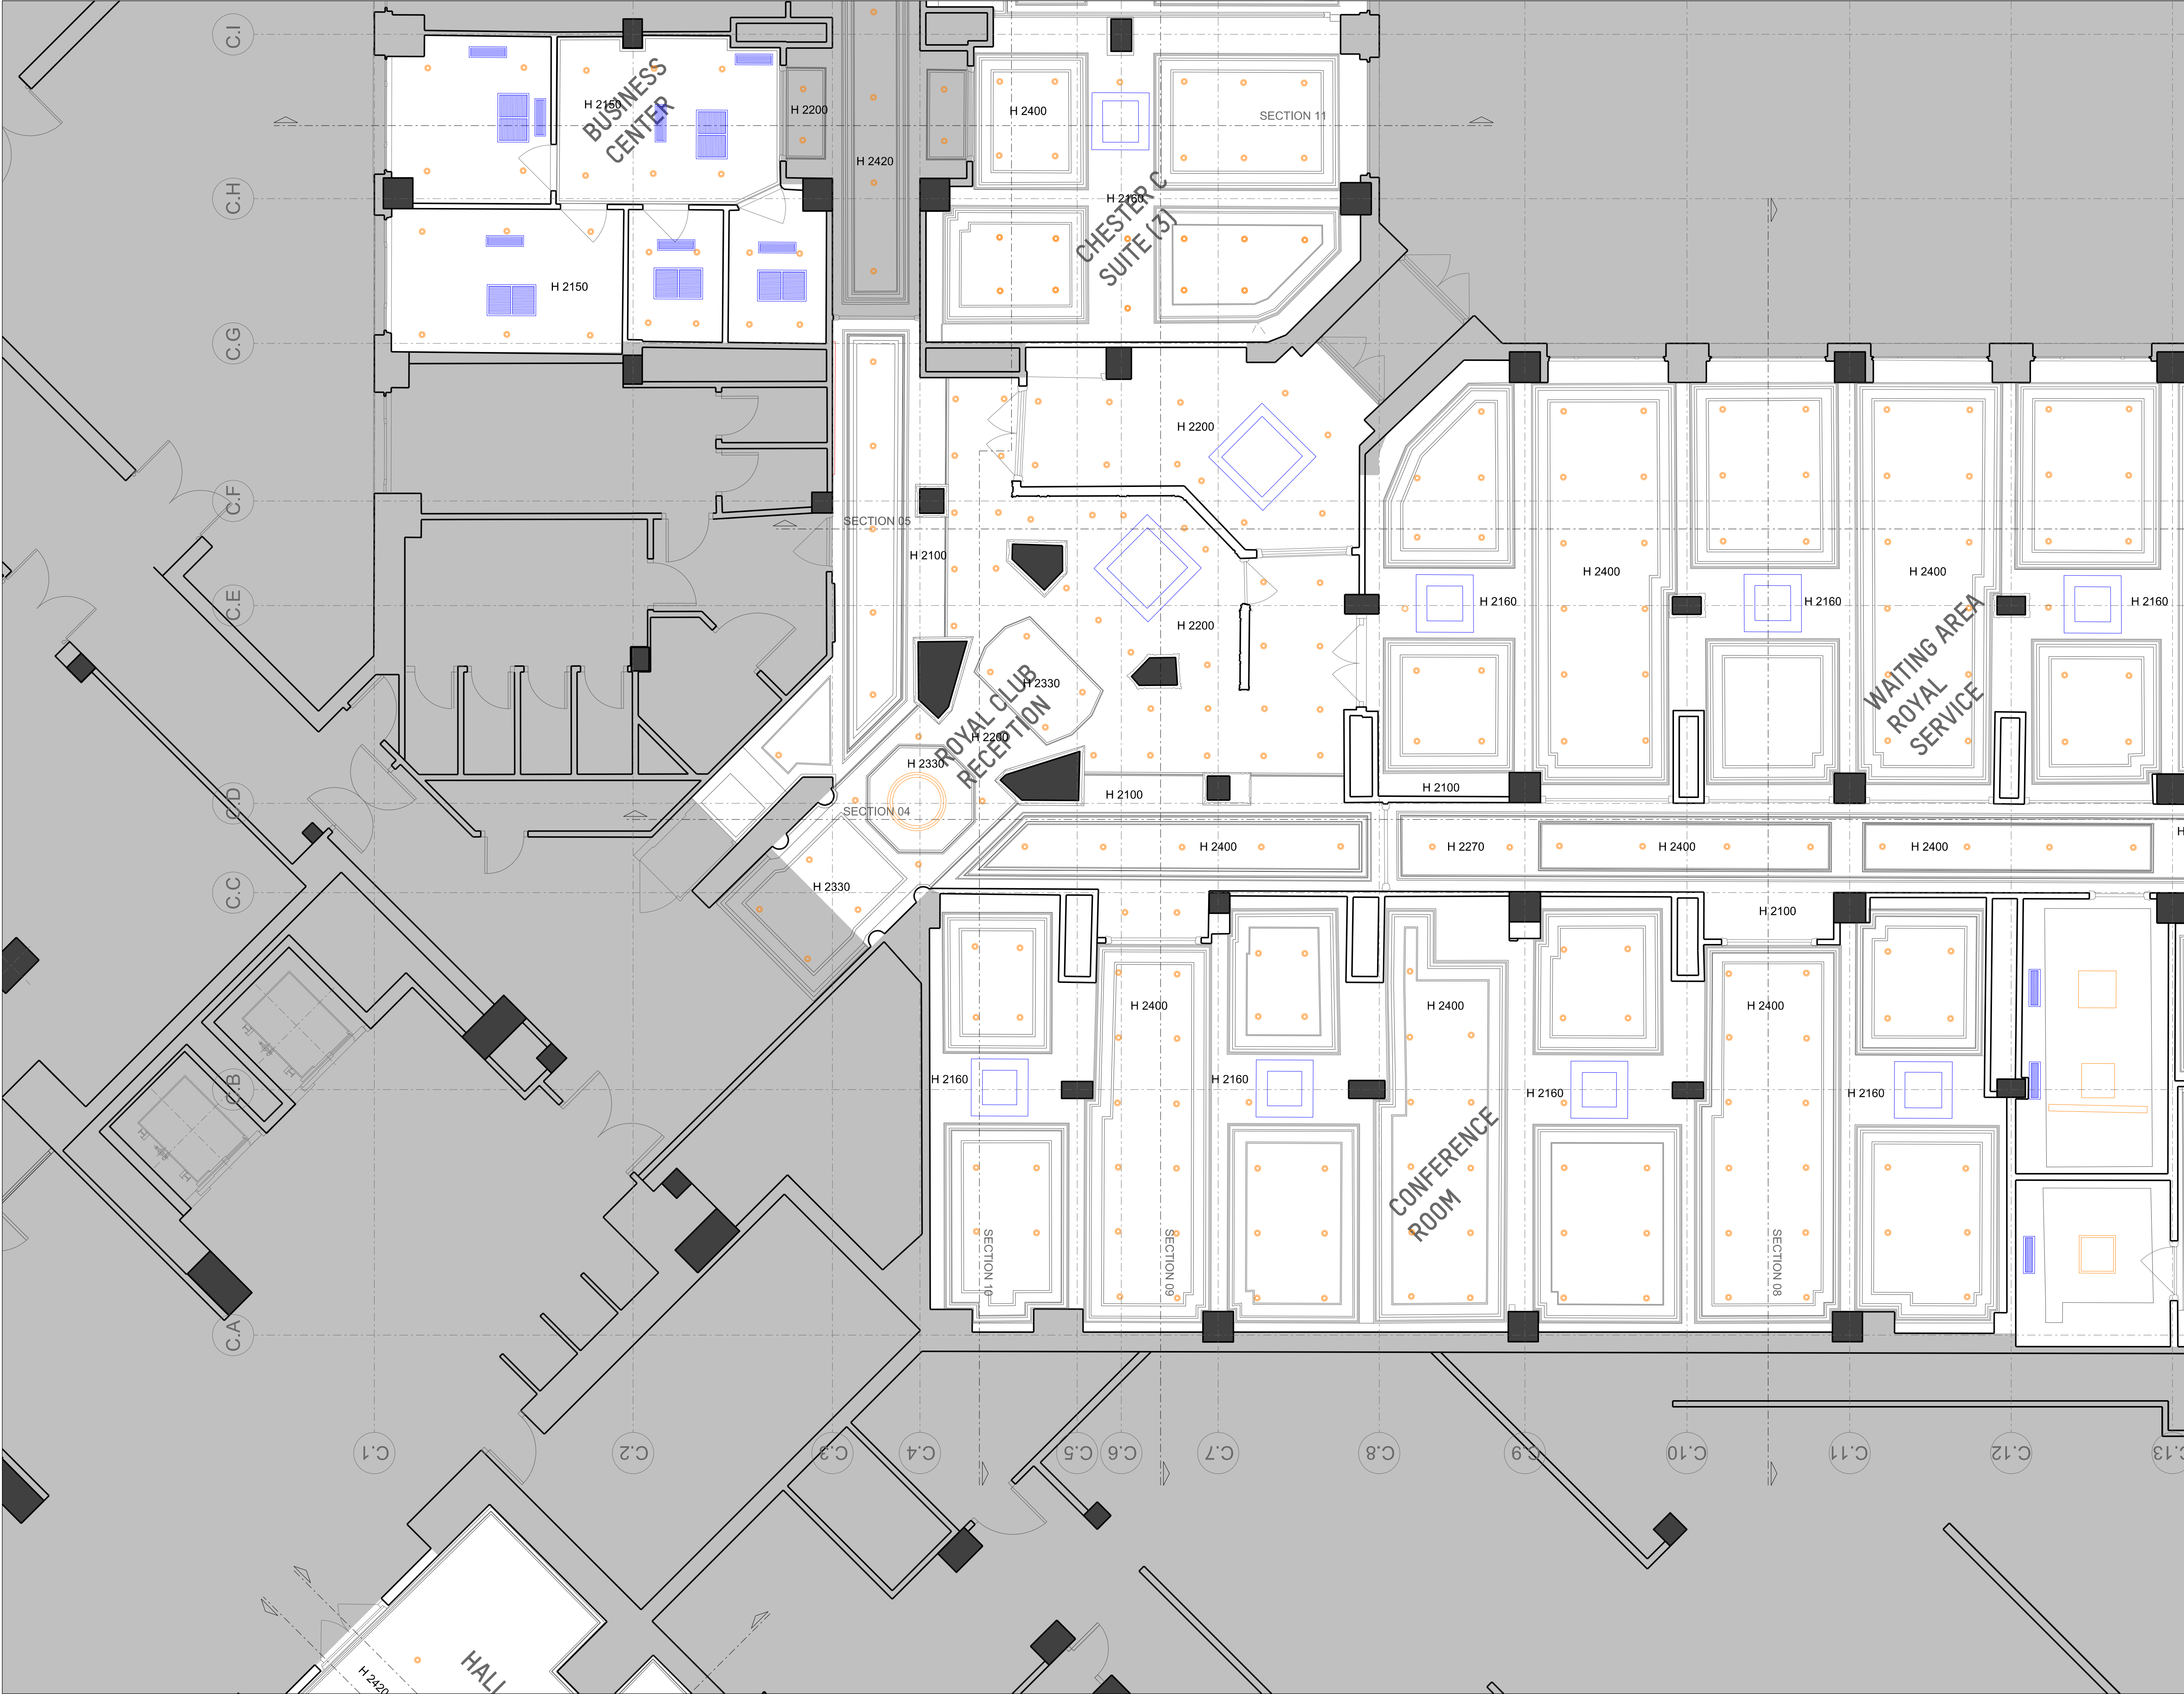 C.I
BUSINESS
CENTER
H 2150
H 2200
H 2420
H 2400
SECTION 11
C.H
H 2160
CHESTER C
SUITE (3)
H 2150
C.G
H 2200
C.F
SECTION 05
H 2100
H 2400
H 2400
C.E
H 2160
H 2160
H 2160
H 2200
WAITING AREA
ROYAL
SERVICE
H 2330
ROYAL CLUB
RECEPTION
H 2200
H 2330
H 2100
H 2100
C.D
SECTION 04
H 2400
H 2270
H 2400
H 2400
H
C.C
H 2330
H 2100
H 2400
H 2400
H 2400
C.B
H 2160
H 2160
H 2160
H 2160
CONFERENCE
ROOM
SECTION 10
SECTION 09
SECTION 08
C.A
C.1
C.2
C.3
C.4
C.5
C.6
C.7
C.8
C.9
C.10
C.11
C.12
C.13
HALL
H 2420